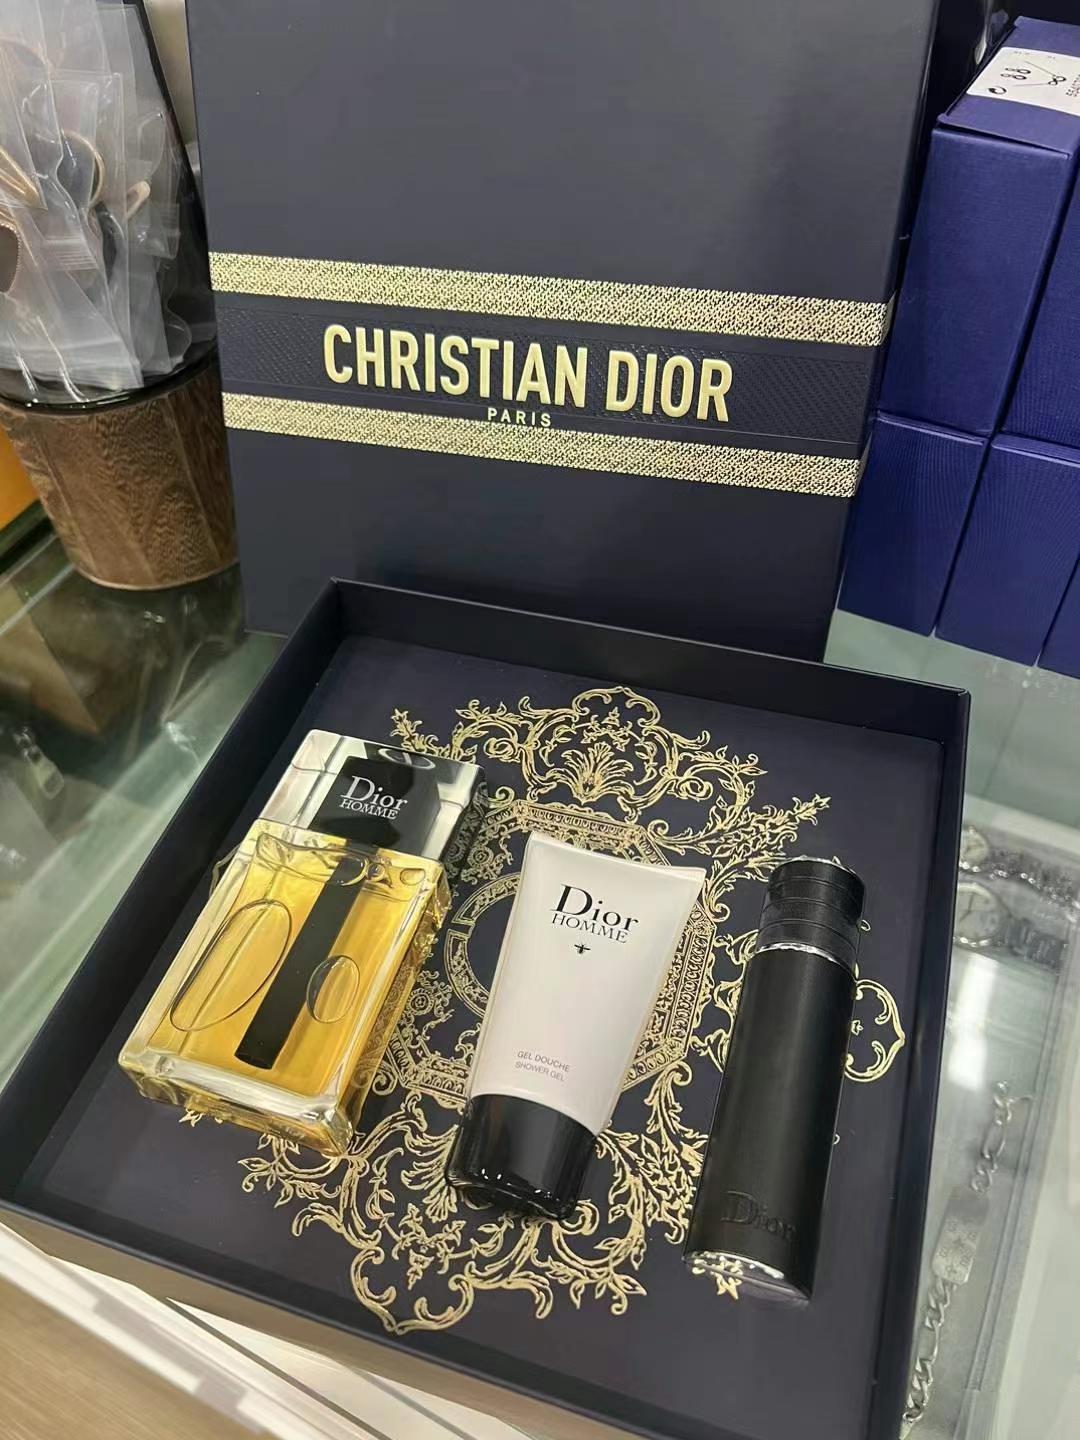 CHRISTIAN DIOR
PARIS
Dior
HOMME
Dior
HOMME
GEL DOUCHE
SHOWER GEL
Dior